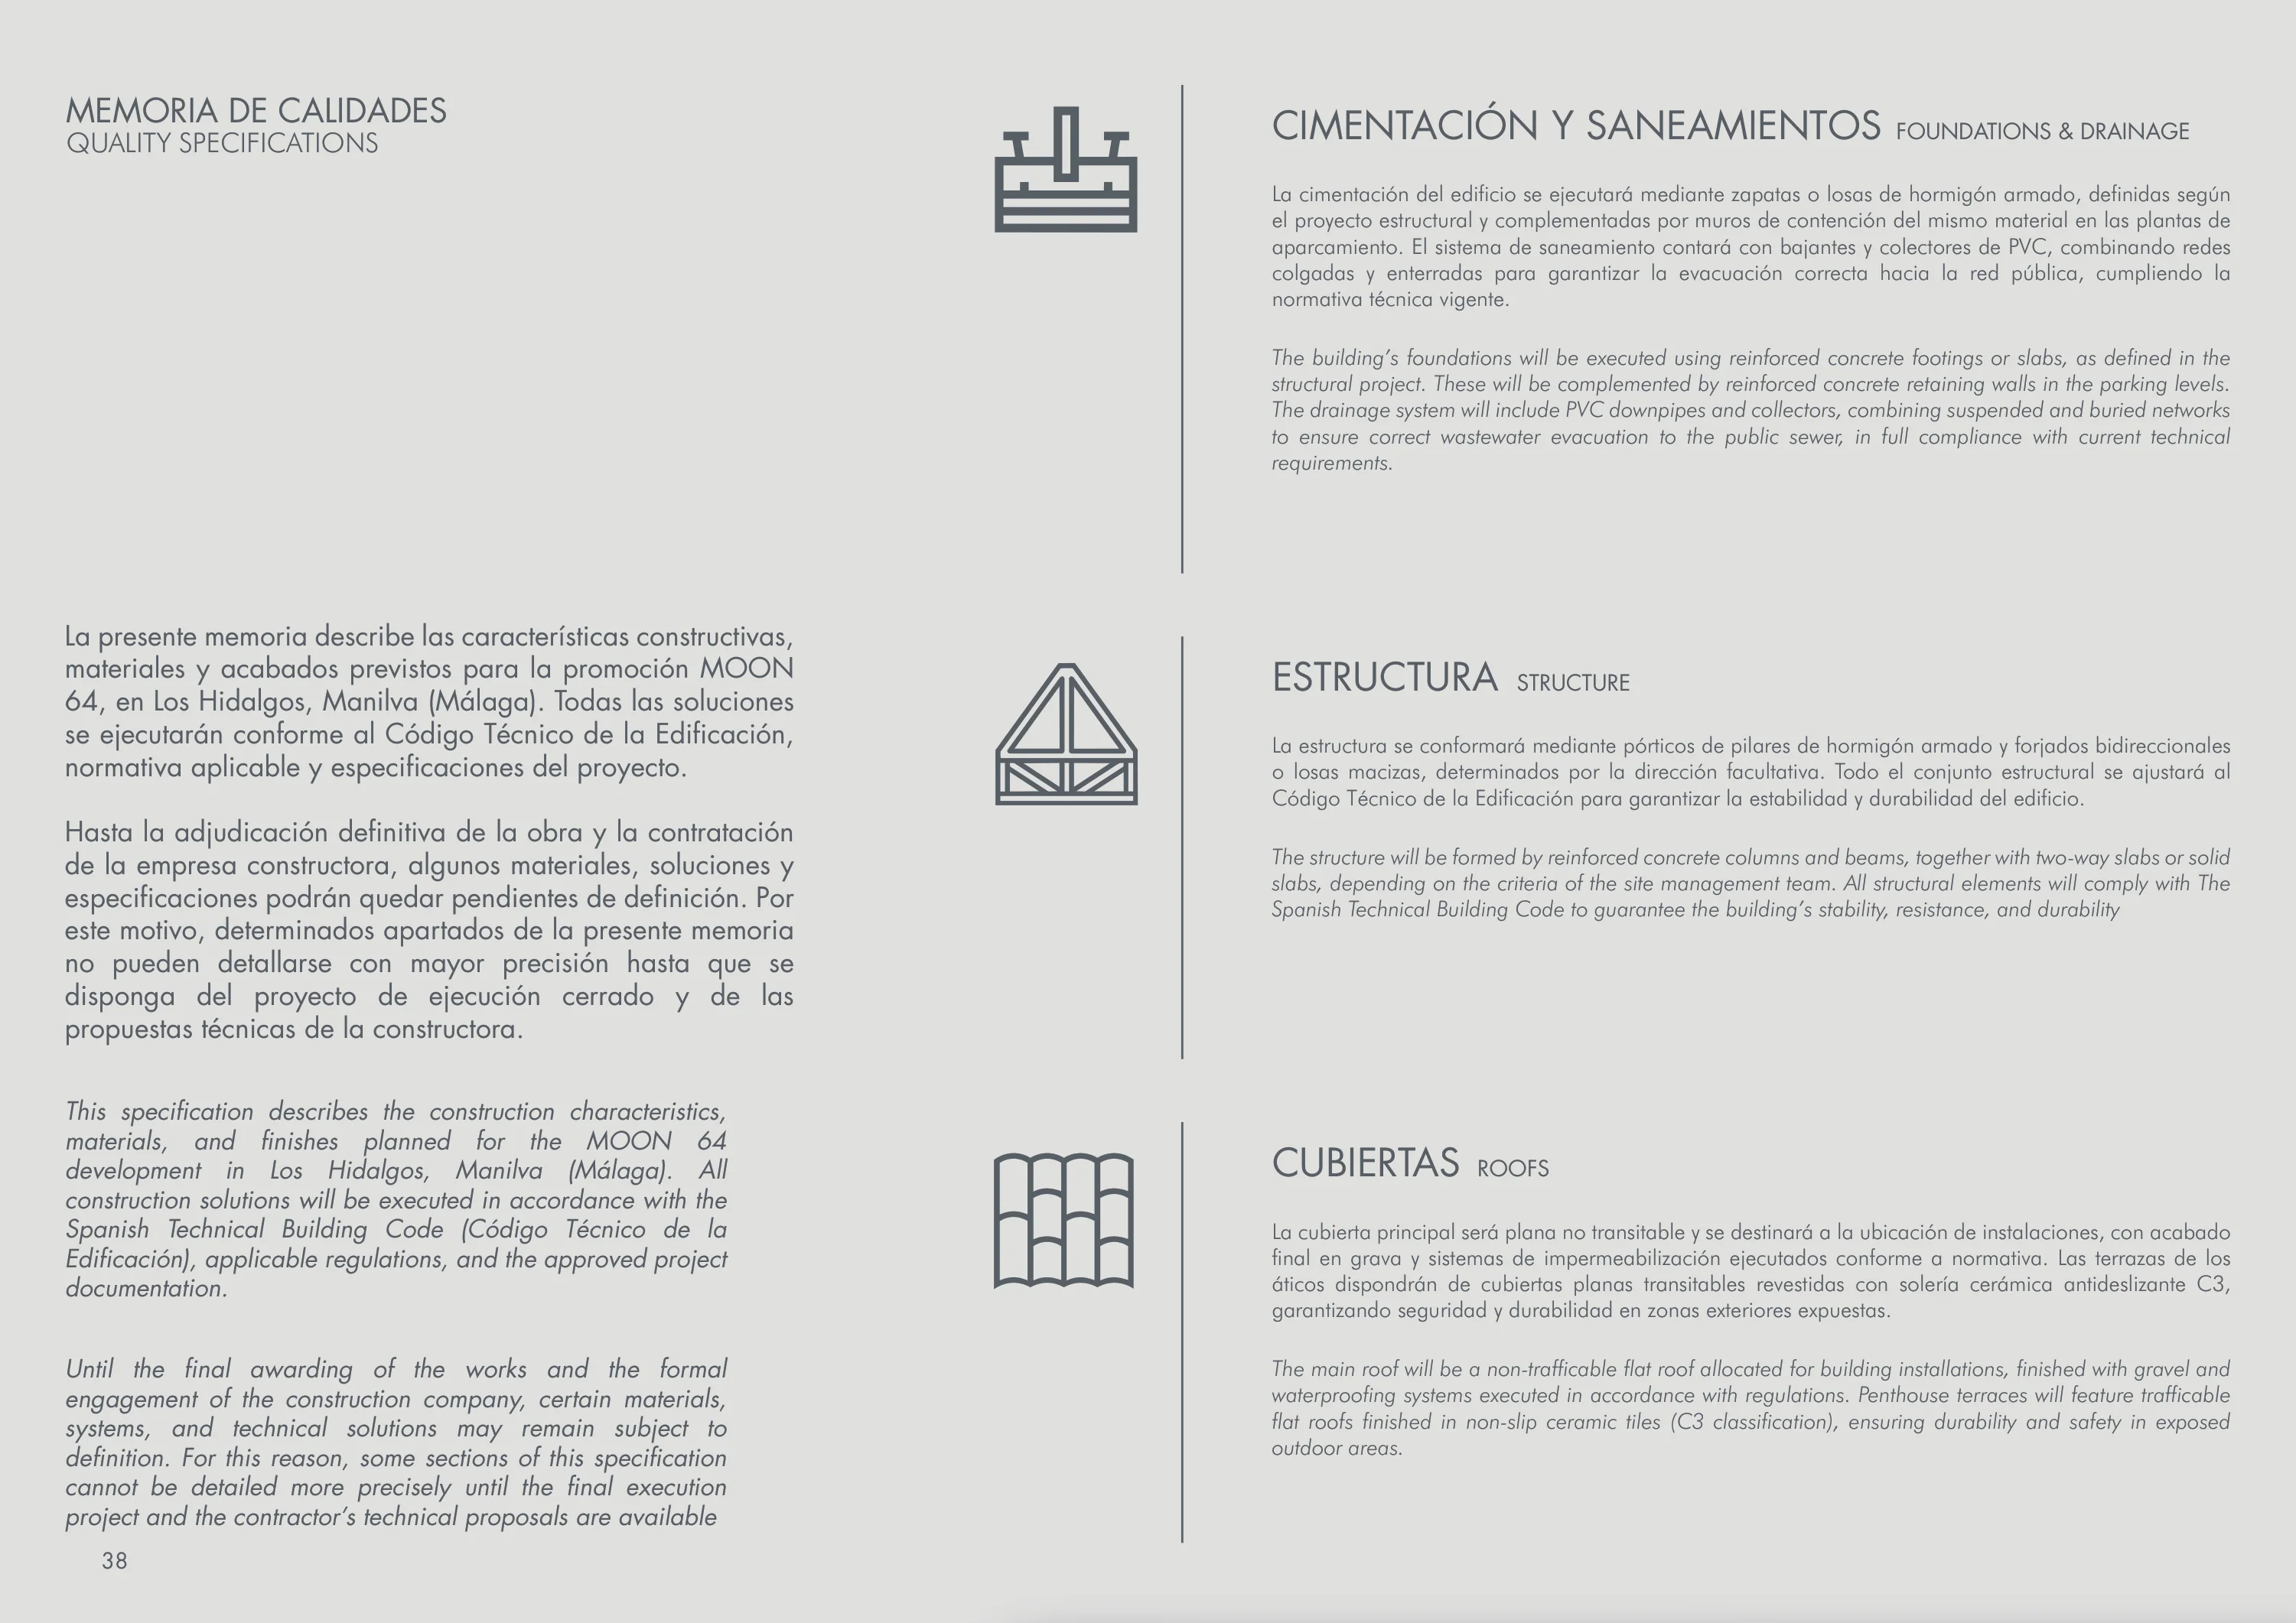 MEMORIA DE CALIDADES
QUALITY SPECIFICATIONS
La presente memoria describe las características constructivas,
materiales y acabados previstos para la promoción MOON
64, en Los Hidalgos, Manilva (Málaga). Todas las soluciones
se ejecutarán conforme al Código Técnico de la Edificación,
normativa aplicable y especificaciones del proyecto.
Hasta la adjudicación definitiva de la obra y la contratación
de la empresa constructora, algunos materiales, soluciones y
especificaciones podrán quedar pendientes de definición. Por
este motivo, determinados apartados de la presente memoria
no pueden detallarse con mayor precisión hasta que se
disponga del proyecto de ejecución cerrado y de las
propuestas técnicas de la constructora.
This specification describes the construction characteristics,
materials, and finishes planned for the MOON 64
development in Los Hidalgos, Manilva (Málaga). All
construction solutions will be executed in accordance with the
Spanish Technical Building Code (Código Técnico de la
Edificación), applicable regulations, and the approved project
documentation.
Until the final awarding of the works and the formal
engagement of the construction company, certain materials,
systems, and technical solutions may remain subject to
definition. For this reason, some sections of this specification
cannot be detailed more precisely until the final execution
project and the contractor's technical proposals are available
38
CIMENTACIÓN Y SANEAMIENTOS FOUNDATIONS & DRAINAGE
La cimentación del edificio se ejecutará mediante zapatas o losas de hormigón armado, definidas según
el proyecto estructural y complementadas por muros de contención del mismo material en las plantas de
aparcamiento. El sistema de saneamiento contará con bajantes y colectores de PVC, combinando redes
colgadas y enterradas para garantizar la evacuación correcta hacia la red pública, cumpliendo la
normativa técnica vigente.
The building's foundations will be executed using reinforced concrete footings or slabs, as defined in the
structural project. These will be complemented by reinforced concrete retaining walls in the parking levels.
The drainage system will include PVC downpipes and collectors, combining suspended and buried networks
to ensure correct wastewater evacuation to the public sewer, in full compliance with current technical
requirements.
ESTRUCTURA STRUCTURE
La estructura se conformará mediante pórticos de pilares de hormigón armado y forjados bidireccionales
o losas macizas, determinados por la dirección facultativa. Todo el conjunto estructural se ajustará al
Código Técnico de la Edificación para garantizar la estabilidad y durabilidad del edificio.
The structure will be formed by reinforced concrete columns and beams, together with two-way slabs or solid
slabs, depending on the criteria of the site management team. All structural elements will comply with The
Spanish Technical Building Code to guarantee the building's stability, resistance, and durability
CUBIERTAS ROOFS
La cubierta principal será plana no transitable y se destinará a la ubicación de instalaciones, con acabado
final en grava y sistemas de impermeabilización ejecutados conforme a normativa. Las terrazas de los
áticos dispondrán de cubiertas planas transitables revestidas con solería cerámica antideslizante C3,
garantizando seguridad y durabilidad en zonas exteriores expuestas.
The main roof will be a non-trafficable flat roof allocated for building installations, finished with gravel and
waterproofing systems executed in accordance with regulations. Penthouse terraces will feature trafficable
flat roofs finished in non-slip ceramic tiles (C3 classification), ensuring durability and safety in exposed
outdoor areas.